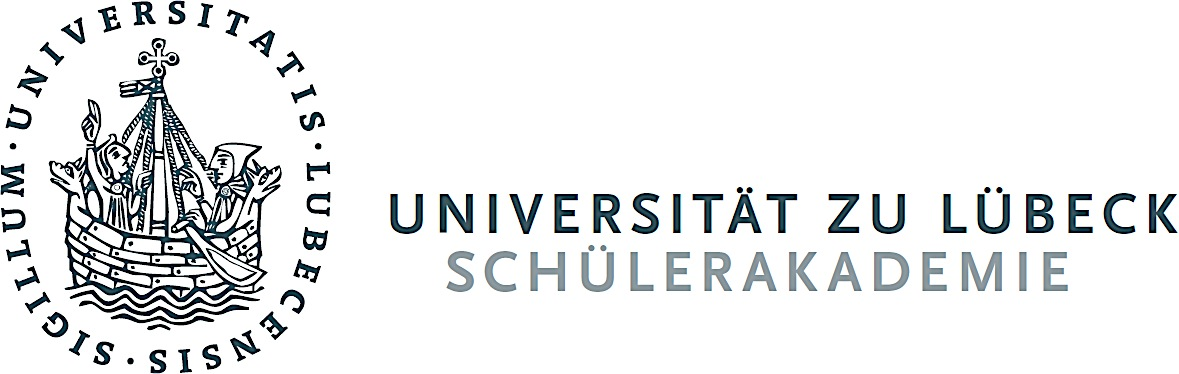 SIGILLUM · UNIVERSITATIS · LUBECENSIS ·
UNIVERSITÄT ZU LÜBECK
SCHÜLERAKADEMIE